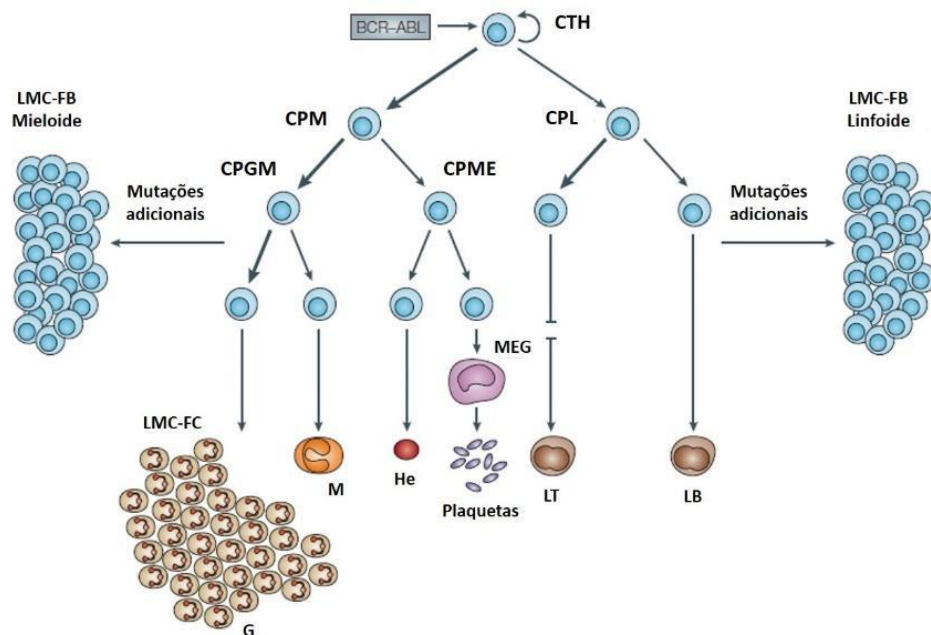 BCR–ABL
CTH
LMC-FB
Mieloide
CPM
CPL
LMC-FB
Linfoide
CPGM
CPME
Mutações
adicionais
Mutações
adicionais
MEG
LMC-FC
M
He
Plaquetas
LT
LB
G